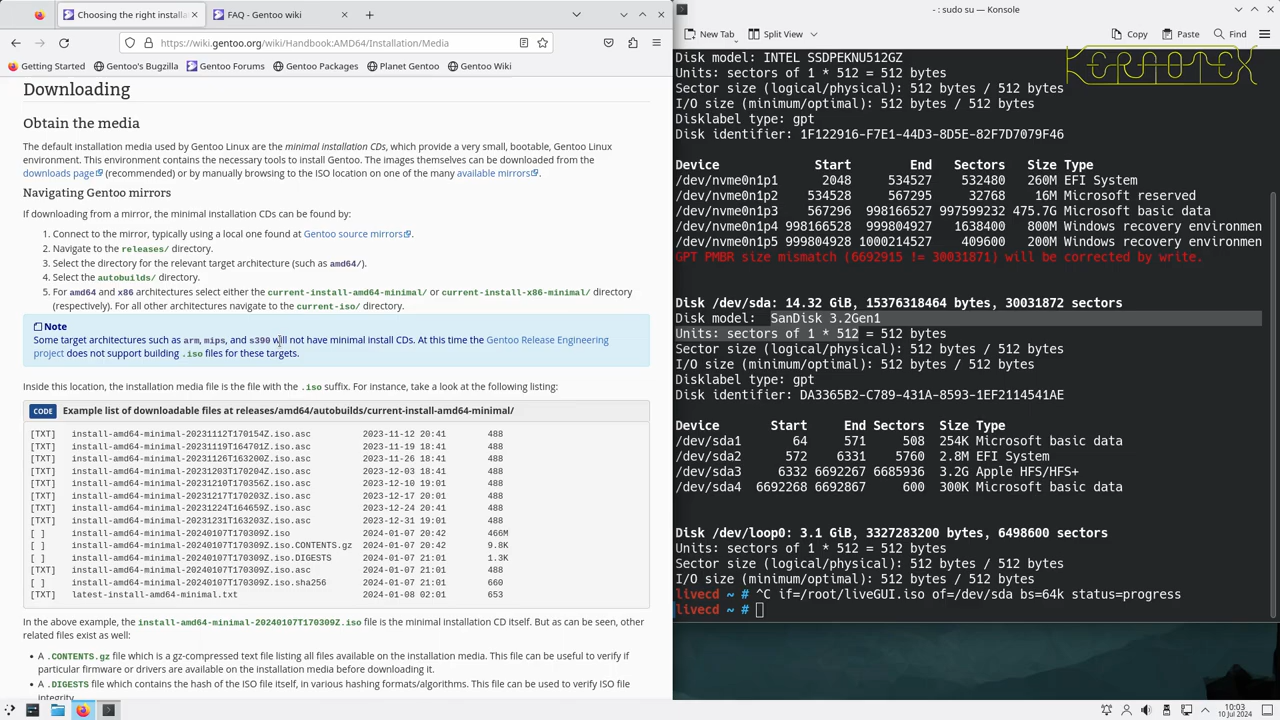 Choosing the right installa
FAQ - Gentoo wiki
https://wiki.gentoo.org/wiki/Handbook:AMD64/Installation/Media
Getting Started
Gentoo's Bugzilla
Gentoo Forums
Gentoo Packages
Planet Gentoo
Gentoo Wiki
Downloading
Obtain the media
The default installation media used by Gentoo Linux are the minimal installation CDs, which provide a very small, bootable, Gentoo Linux
environment. This environment contains the necessary tools to install Gentoo. The images themselves can be downloaded from the
downloads page (recommended) or by manually browsing to the ISO location on one of the many available mirrors.
Navigating Gentoo mirrors
If downloading from a mirror, the minimal installation CDs can be found by:
1. Connect to the mirror, typically using a local one found at Gentoo source mirrors.
2. Navigate to the releases/ directory.
3. Select the directory for the relevant target architecture (such as amd64/).
4. Select the autobuilds/ directory.
5. For amd64 and x86 architectures select either the current-install-amd64-minimal/ or current-install-x86-minimal/ directory
(respectively). For all other architectures navigate to the current-iso/ directory.
Note
Some target architectures such as arm, mips, and s390 will not have minimal install CDs. At this time the Gentoo Release Engineering
project does not support building .iso files for these targets.
Inside this location, the installation media file is the file with the .iso suffix. For instance, take a look at the following listing:
CODE Example list of downloadable files at releases/amd64/autobuilds/current-install-amd64-minimal/
[TXT] install-amd64-minimal-20231112T170154Z.iso.asc 2023-11-12 20:41 488
[TXT] install-amd64-minimal-20231119T164701Z.iso.asc 2023-11-19 18:41 488
[TXT] install-amd64-minimal-20231126T163200Z.iso.asc 2023-11-26 18:41 488
[TXT] install-amd64-minimal-20231203T170204Z.iso.asc 2023-12-03 18:41 488
[TXT] install-amd64-minimal-20231210T170356Z.iso.asc 2023-12-10 19:01 488
[TXT] install-amd64-minimal-20231217T170203Z.iso.asc 2023-12-17 20:01 488
[TXT] install-amd64-minimal-20231224T164659Z.iso.asc 2023-12-24 20:41 488
[TXT] install-amd64-minimal-20231231T163203Z.iso.asc 2023-12-31 19:01 488
[ ] install-amd64-minimal-20240107T170309Z.iso 2024-01-07 20:42 466M
[ ] install-amd64-minimal-20240107T170309Z.iso.CONTENTS.gz 2024-01-07 20:42 9.8K
[ ] install-amd64-minimal-20240107T170309Z.iso.DIGESTS 2024-01-07 21:01 1.3K
[TXT] install-amd64-minimal-20240107T170309Z.iso.asc 2024-01-07 21:01 488
[ ] install-amd64-minimal-20240107T170309Z.iso.sha256 2024-01-07 21:01 660
[TXT] latest-install-amd64-minimal.txt 2024-01-08 02:01 653
In the above example, the install-amd64-minimal-20240107T170309Z.iso file is the minimal installation CD itself. But as can be seen, other
related files exist as well:
• A .CONTENTS.gz file which is a gz-compressed text file listing all files available on the installation media. This file can be useful to verify if
particular firmware or drivers are available on the installation media before downloading it.
• A .DIGESTS file which contains the hash of the ISO file itself, in various hashing formats/algorithms. This file can be used to verify ISO file
integrity.
- : sudo su — Konsole
New Tab
Split View
Copy
Paste
Find
KERNOTEX
Disk model: INTEL SSDPEKNU512GZ
Units: sectors of 1 * 512 = 512 bytes
Sector size (logical/physical): 512 bytes / 512 bytes
I/O size (minimum/optimal): 512 bytes / 512 bytes
Disklabel type: gpt
Disk identifier: 1F122916-F7E1-44D3-8D5E-82F7D7079F46
Device Start End Sectors Size Type
/dev/nvme0n1p1 2048 534527 532480 260M EFI System
/dev/nvme0n1p2 534528 567295 32768 16M Microsoft reserved
/dev/nvme0n1p3 567296 998166527 997599232 475.7G Microsoft basic data
/dev/nvme0n1p4 998166528 999804927 1638400 800M Windows recovery environmen
/dev/nvme0n1p5 999804928 1000214527 409600 200M Windows recovery environmen
GPT PMBR size mismatch (6692915 != 30031871) will be corrected by write.
Disk /dev/sda: 14.32 GiB, 15376318464 bytes, 30031872 sectors
Disk model: SanDisk 3.2Gen1
Units: sectors of 1 * 512 = 512 bytes
Sector size (logical/physical): 512 bytes / 512 bytes
I/O size (minimum/optimal): 512 bytes / 512 bytes
Disklabel type: gpt
Disk identifier: DA3365B2-C789-431A-8593-1EF2114541AE
Device Start End Sectors Size Type
/dev/sda1 64 571 508 254K Microsoft basic data
/dev/sda2 572 6331 5760 2.8M EFI System
/dev/sda3 6332 6692267 6685936 3.2G Apple HFS/HFS+
/dev/sda4 6692268 6692867 600 300K Microsoft basic data
Disk /dev/loop0: 3.1 GiB, 3327283200 bytes, 6498600 sectors
Units: sectors of 1 * 512 = 512 bytes
Sector size (logical/physical): 512 bytes / 512 bytes
I/O size (minimum/optimal): 512 bytes / 512 bytes
livecd ~ # ^C if=/root/liveGUI.iso of=/dev/sda bs=64k status=progress
livecd ~ #
10:03
10 Jul 2024